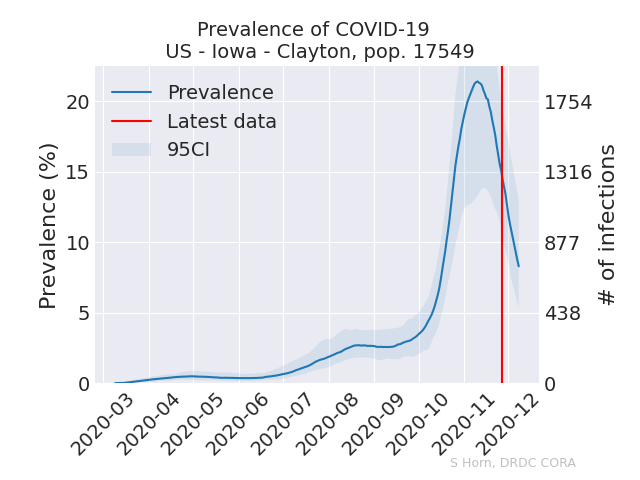 Prevalence of COVID-19
US - Iowa - Clayton, pop. 17549
Prevalence
Latest data
95CI
Prevalence (%)
20
15
10
5
0
1754
1316
877
438
0
# of infections
2020-03
2020-04
2020-05
2020-06
2020-07
2020-08
2020-09
2020-10
2020-11
2020-12
S Horn, DRDC CORA